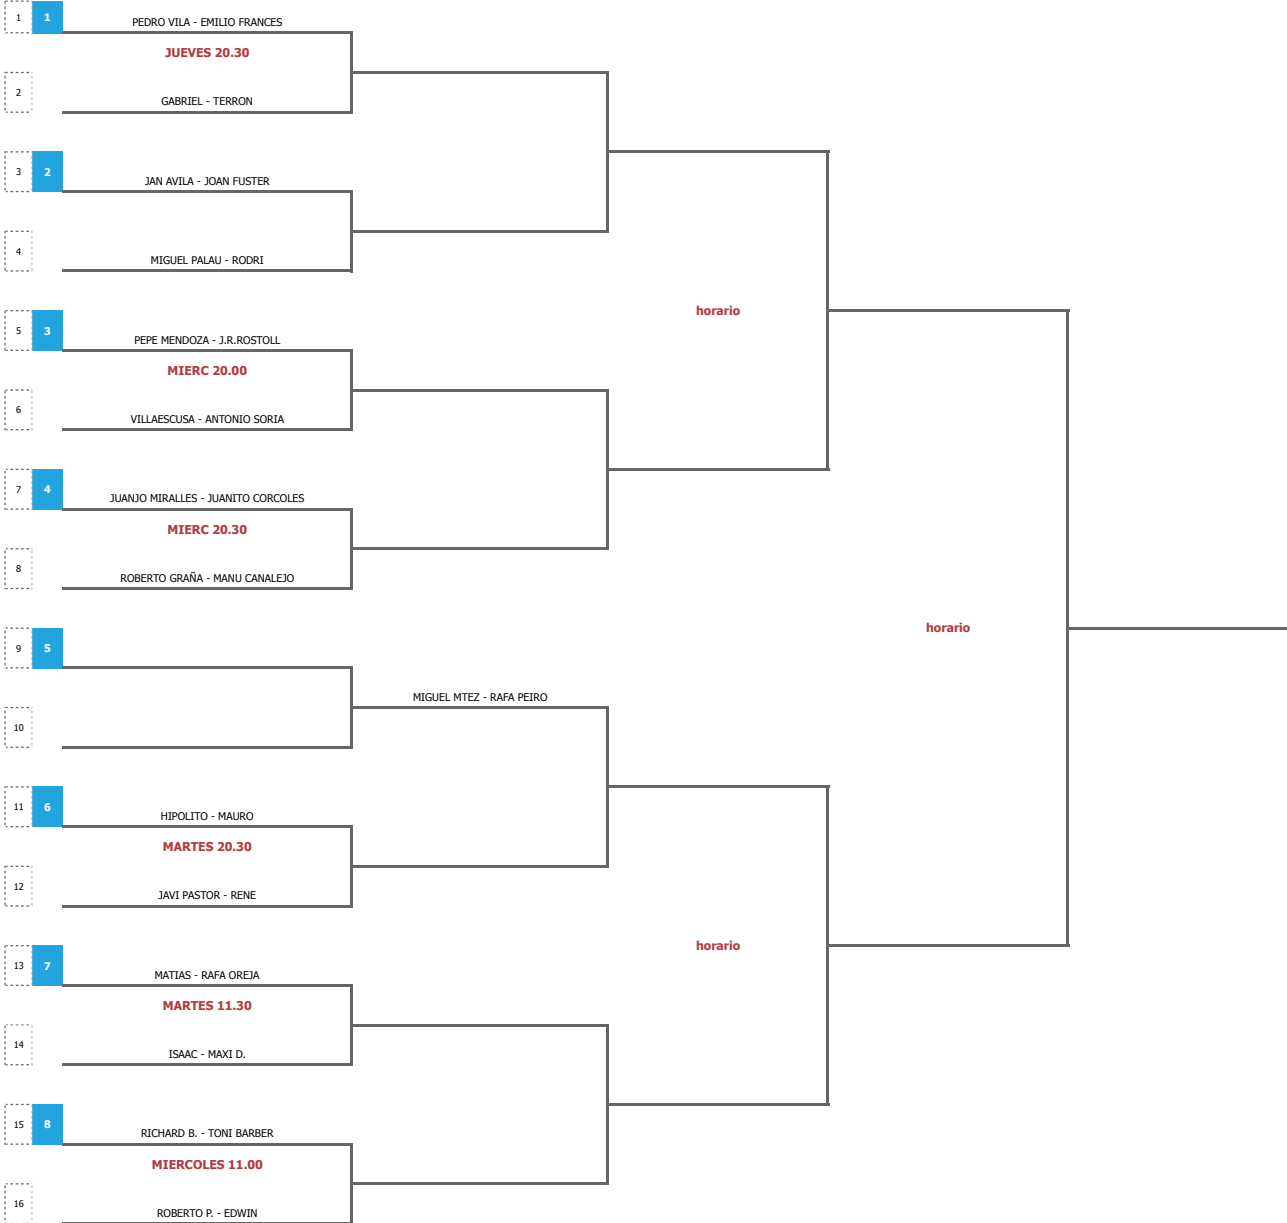 1 1 PEDRO VILA - EMILIO FRANCES
JUEVES 20.30
2 GABRIEL - TERRON
3 2 JAN AVILA - JOAN FUSTER
4 MIGUEL PALAU - RODRI
horario
5 3 PEPE MENDOZA - J.R.ROSTOLL
MIERC 20.00
6 VILLAESCUSA - ANTONIO SORIA
7 4 JUANJO MIRALLES - JUANITO CORCOLES
MIERC 20.30
8 ROBERTO GRAÑA - MANU CANALEJO
horario
9 5
MIGUEL MTEZ - RAFA PEIRO
10
11 6 HIPOLITO - MAURO
MARTES 20.30
12 JAVI PASTOR - RENE
horario
13 7 MATIAS - RAFA OREJA
MARTES 11.30
14 ISAAC - MAXI D.
15 8 RICHARD B. - TONI BARBER
MIERCOLES 11.00
16 ROBERTO P. - EDWIN